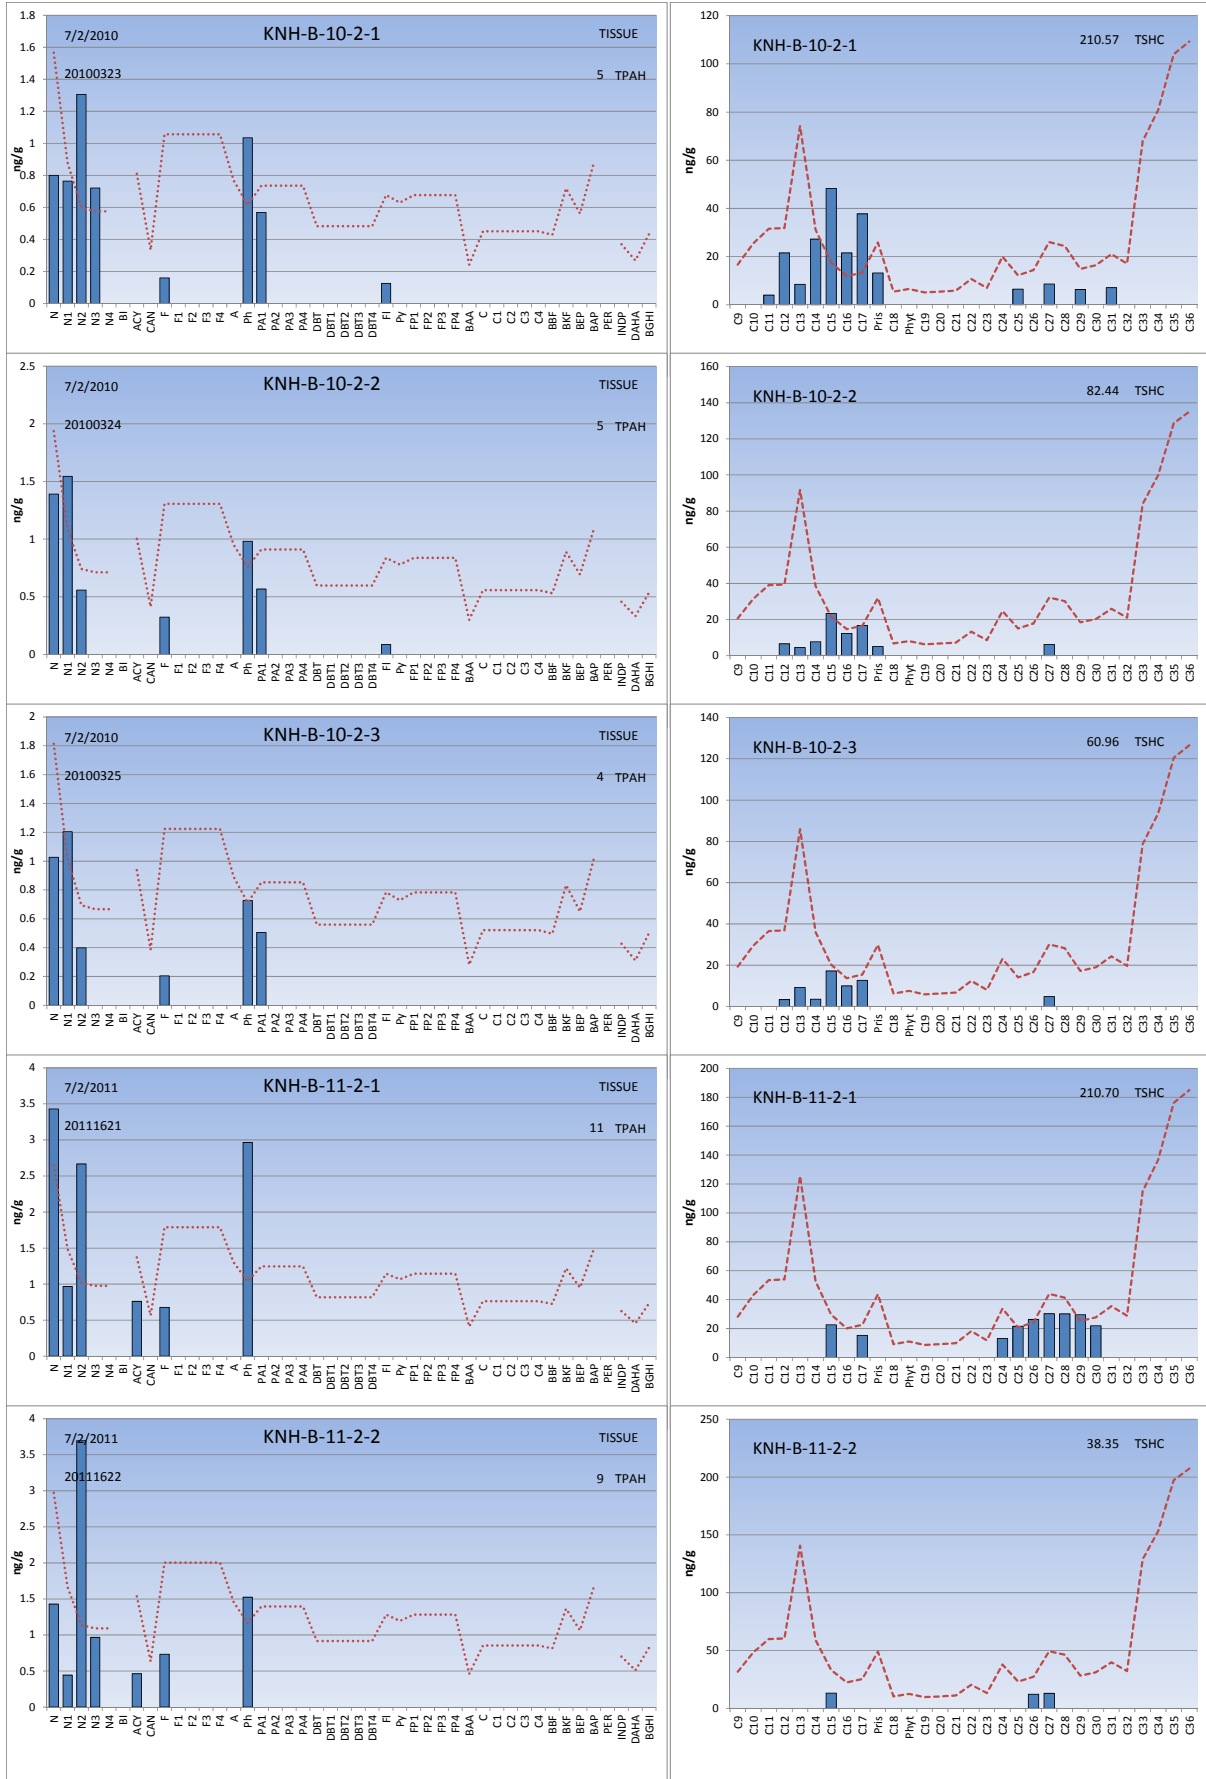 KNH-B-10-2-1
7/2/2010
TISSUE
20100323
5 TPAH
ng/g
1.8
1.6
1.4
1.2
1
0.8
0.6
0.4
0.2
0
N N1 N2 N3 N4 BI ACY CAN F F1 F2 F3 F4 A Ph PA1 PA2 PA3 PA4 DBT DBT1 DBT2 DBT3 DBT4 Fl Py FP1 FP2 FP3 FP4 BAA C C1 C2 C3 C4 BBF BKF BEP BAP PER INDP DAHA BGHI
KNH-B-10-2-1
210.57 TSHC
ng/g
120
100
80
60
40
20
0
C9 C10 C11 C12 C13 C14 C15 C16 C17 Pris C18 Phyt C19 C20 C21 C22 C23 C24 C25 C26 C27 C28 C29 C30 C31 C32 C33 C34 C35 C36
KNH-B-10-2-2
7/2/2010
TISSUE
20100324
5 TPAH
ng/g
2.5
2
1.5
1
0.5
0
N N1 N2 N3 N4 BI ACY CAN F F1 F2 F3 F4 A Ph PA1 PA2 PA3 PA4 DBT DBT1 DBT2 DBT3 DBT4 Fl Py FP1 FP2 FP3 FP4 BAA C C1 C2 C3 C4 BBF BKF BEP BAP PER INDP DAHA BGHI
KNH-B-10-2-2
82.44 TSHC
ng/g
160
140
120
100
80
60
40
20
0
C9 C10 C11 C12 C13 C14 C15 C16 C17 Pris C18 Phyt C19 C20 C21 C22 C23 C24 C25 C26 C27 C28 C29 C30 C31 C32 C33 C34 C35 C36
KNH-B-10-2-3
7/2/2010
TISSUE
20100325
4 TPAH
ng/g
2
1.8
1.6
1.4
1.2
1
0.8
0.6
0.4
0.2
0
N N1 N2 N3 N4 BI ACY CAN F F1 F2 F3 F4 A Ph PA1 PA2 PA3 PA4 DBT DBT1 DBT2 DBT3 DBT4 Fl Py FP1 FP2 FP3 FP4 BAA C C1 C2 C3 C4 BBF BKF BEP BAP PER INDP DAHA BGHI
KNH-B-10-2-3
60.96 TSHC
ng/g
140
120
100
80
60
40
20
0
C9 C10 C11 C12 C13 C14 C15 C16 C17 Pris C18 Phyt C19 C20 C21 C22 C23 C24 C25 C26 C27 C28 C29 C30 C31 C32 C33 C34 C35 C36
KNH-B-11-2-1
7/2/2011
TISSUE
20111621
11 TPAH
ng/g
4
3.5
3
2.5
2
1.5
1
0.5
0
N N1 N2 N3 N4 BI ACY CAN F F1 F2 F3 F4 A Ph PA1 PA2 PA3 PA4 DBT DBT1 DBT2 DBT3 DBT4 Fl Py FP1 FP2 FP3 FP4 BAA C C1 C2 C3 C4 BBF BKF BEP BAP PER INDP DAHA BGHI
KNH-B-11-2-1
210.70 TSHC
ng/g
200
180
160
140
120
100
80
60
40
20
0
C9 C10 C11 C12 C13 C14 C15 C16 C17 Pris C18 Phyt C19 C20 C21 C22 C23 C24 C25 C26 C27 C28 C29 C30 C31 C32 C33 C34 C35 C36
KNH-B-11-2-2
7/2/2011
TISSUE
20111622
9 TPAH
ng/g
4
3.5
3
2.5
2
1.5
1
0.5
0
N N1 N2 N3 N4 BI ACY CAN F F1 F2 F3 F4 A Ph PA1 PA2 PA3 PA4 DBT DBT1 DBT2 DBT3 DBT4 Fl Py FP1 FP2 FP3 FP4 BAA C C1 C2 C3 C4 BBF BKF BEP BAP PER INDP DAHA BGHI
KNH-B-11-2-2
38.35 TSHC
ng/g
250
200
150
100
50
0
C9 C10 C11 C12 C13 C14 C15 C16 C17 Pris C18 Phyt C19 C20 C21 C22 C23 C24 C25 C26 C27 C28 C29 C30 C31 C32 C33 C34 C35 C36